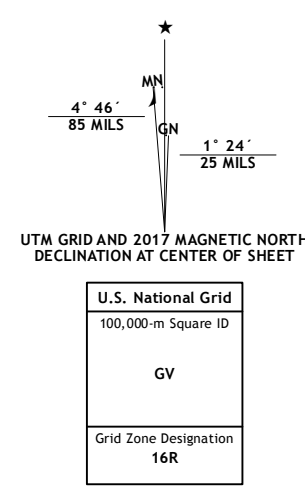 ★
MN
GN
4° 46´
85 MILS
1° 24´
25 MILS
UTM GRID AND 2017 MAGNETIC NORTH
DECLINATION AT CENTER OF SHEET
U.S. National Grid
100,000-m Square ID
GV
Grid Zone Designation
16R